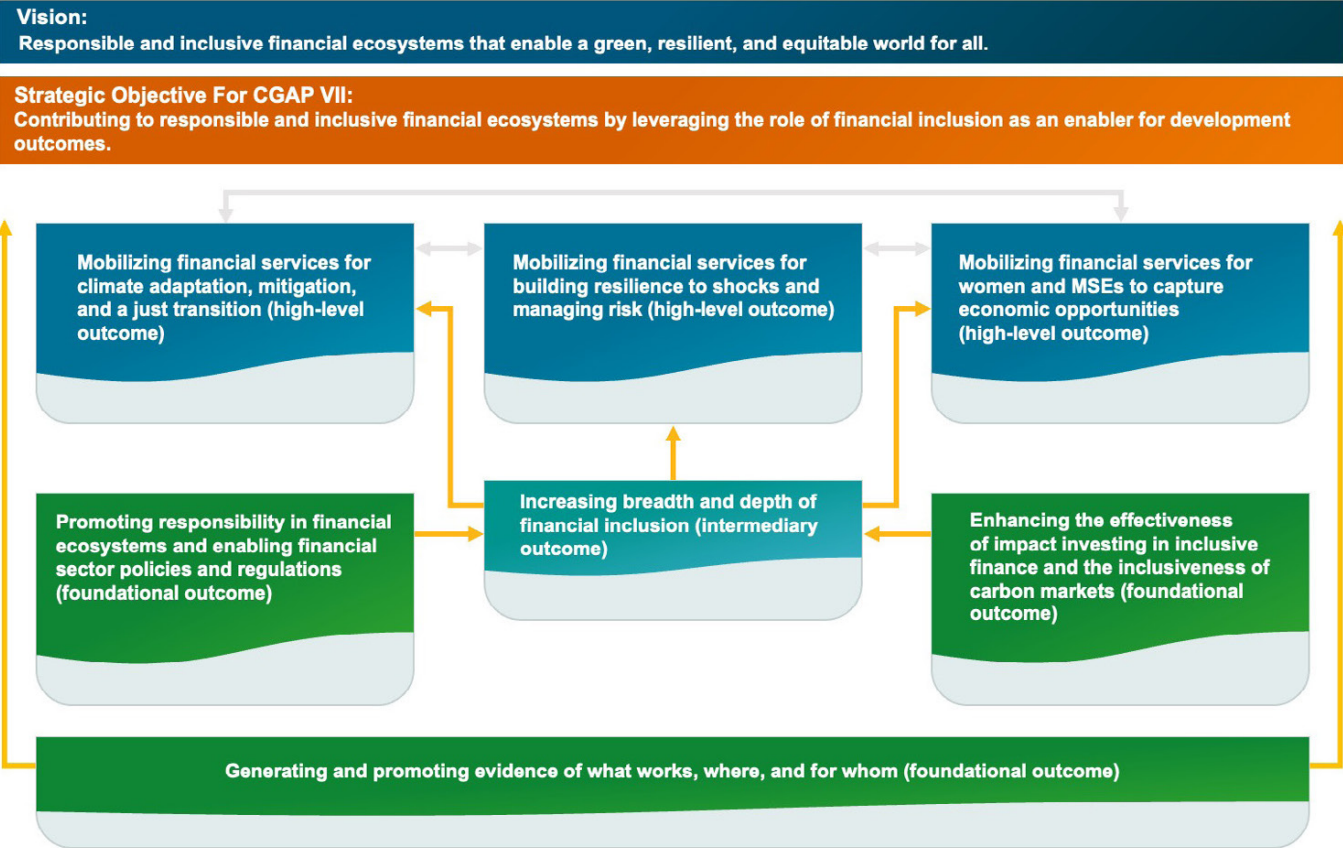 Vision:
Responsible and inclusive financial ecosystems that enable a green, resilient, and equitable world for all.
Strategic Objective For CGAP VII:
Contributing to responsible and inclusive financial ecosystems by leveraging the role of financial inclusion as an enabler for development
outcomes.
Mobilizing financial services for
climate adaptation, mitigation,
and a just transition (high-level
outcome)
Mobilizing financial services for
building resilience to shocks and
managing risk (high-level outcome)
Mobilizing financial services for
women and MSEs to capture
economic opportunities
(high-level outcome)
Promoting responsibility in financial
ecosystems and enabling financial
sector policies and regulations
(foundational outcome)
Increasing breadth and depth of
financial inclusion (intermediary
outcome)
Enhancing the effectiveness
of impact investing in inclusive
finance and the inclusiveness of
carbon markets (foundational
outcome)
Generating and promoting evidence of what works, where, and for whom (foundational outcome)